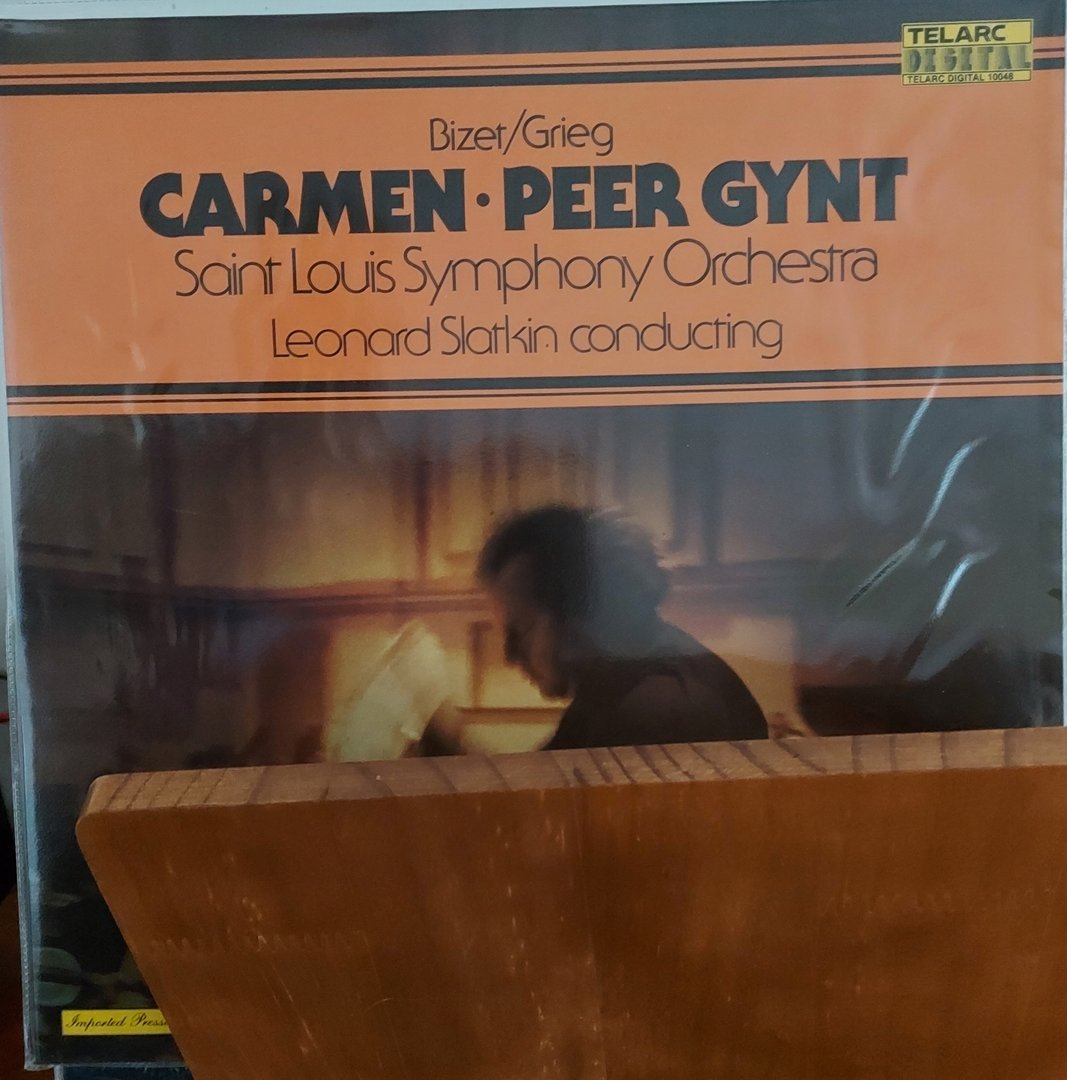 TELARC
DIGITAL
TELARC DIGITAL 10048
Bizet/Grieg
CARMEN • PEER GYNT
Saint Louis Symphony Orchestra
Leonard Slatkin conducting
Imported